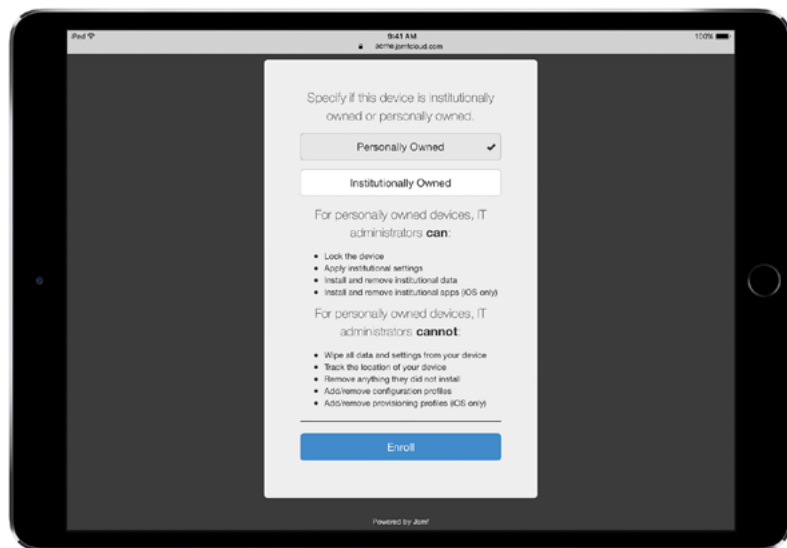 iPad
9:41 AM
100%
acme.jamfcloud.com
Specify if this device is institutionally
owned or personally owned.
Personally Owned
Institutionally Owned
For personally owned devices, IT
administrators can:
• Lock the device
• Apply institutional settings
• Install and remove institutional data
• Install and remove institutional apps (iOS only)
For personally owned devices, IT
administrators cannot:
• Wipe all data and settings from your device
• Track the location of your device
• Remove anything they did not install
• Add/remove configuration profiles
• Add/remove provisioning profiles (iOS only)
Enroll
Powered by Jamf